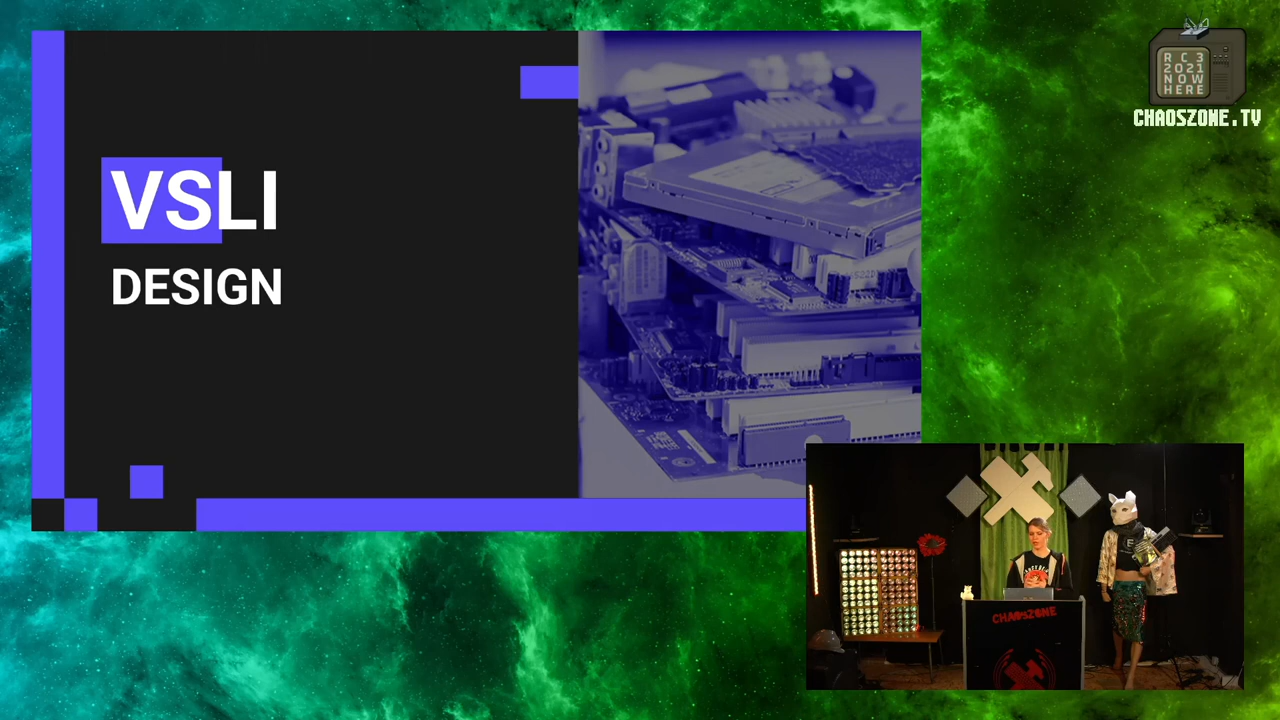 VSLI
DESIGN
RC3
2021
NOW
HERE
CHAOSZONE.TV
CHAOSZONE